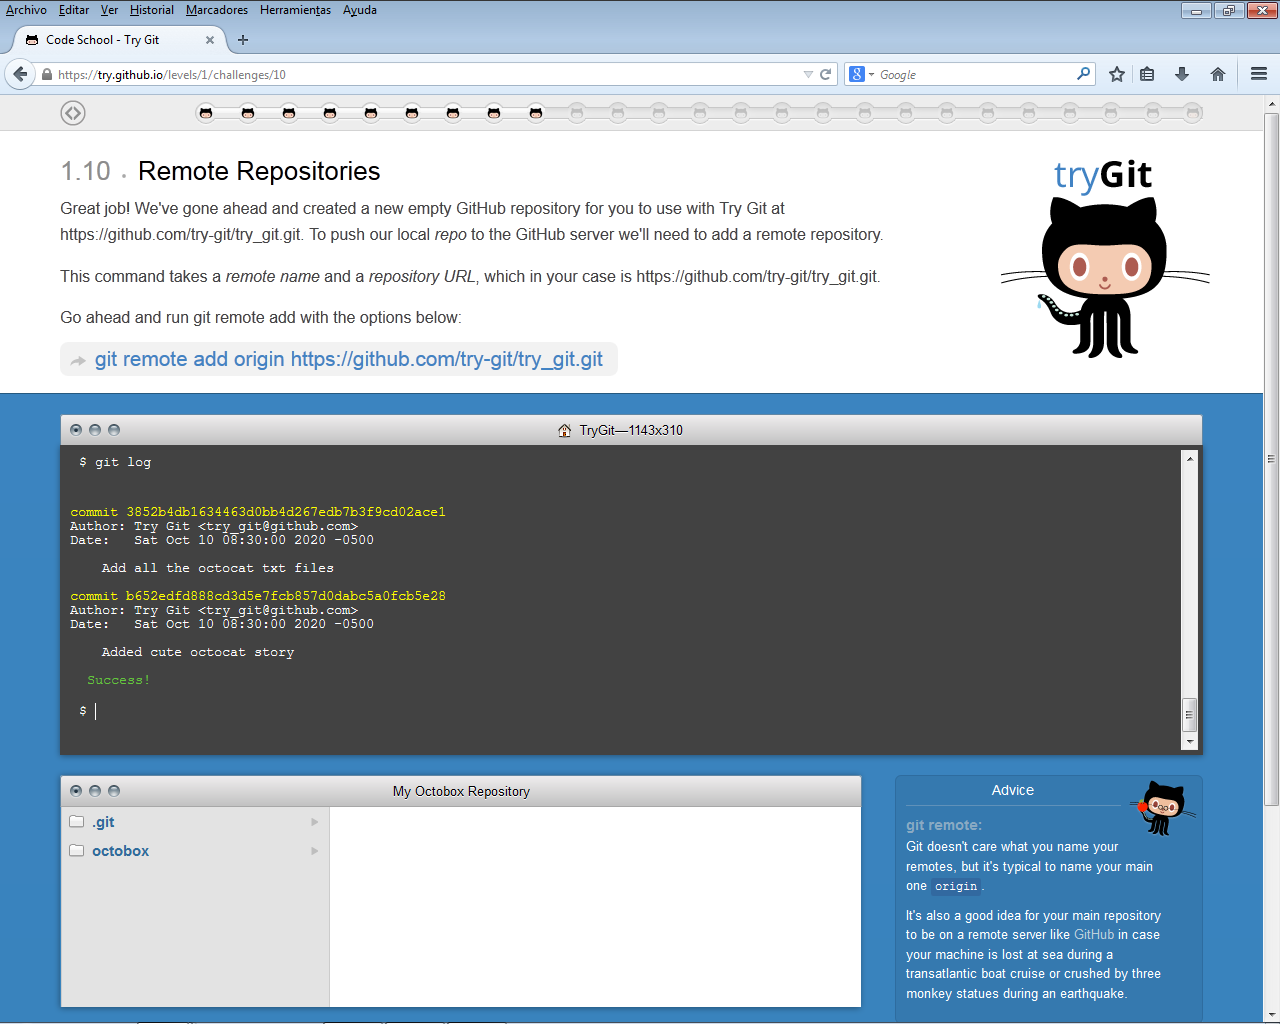 Archivo Editar Ver Historial Marcadores Herramientas Ayuda
Code School - Try Git
https://try.github.io/levels/1/challenges/10
Google
1.10 · Remote Repositories
tryGit
Great job! We've gone ahead and created a new empty GitHub repository for you to use with Try Git at
https://github.com/try-git/try_git.git. To push our local repo to the GitHub server we'll need to add a remote repository.
This command takes a remote name and a repository URL, which in your case is https://github.com/try-git/try_git.git.
Go ahead and run git remote add with the options below:
git remote add origin https://github.com/try-git/try_git.git
TryGit—1143x310
$ git log
commit 3852b4db1634463d0bb4d267edb7b3f9cd02ace1
Author: Try Git <try_git@github.com>
Date:   Sat Oct 10 08:30:00 2020 -0500
Add all the octocat txt files
commit b652edfd888cd3d5e7fcb857d0dabc5a0fcb5e28
Author: Try Git <try_git@github.com>
Date:   Sat Oct 10 08:30:00 2020 -0500
Added cute octocat story
Success!
$
My Octobox Repository
.git
octobox
Advice
git remote:
Git doesn't care what you name your
remotes, but it's typical to name your main
one origin.
It's also a good idea for your main repository
to be on a remote server like GitHub in case
your machine is lost at sea during a
transatlantic boat cruise or crushed by three
monkey statues during an earthquake.